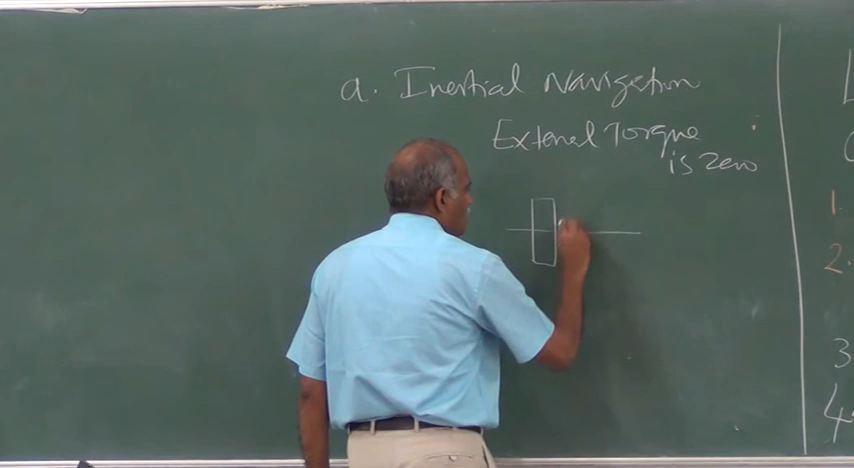 a. Inertial Navigation
External Torque
is zero
1.
2.
3
4